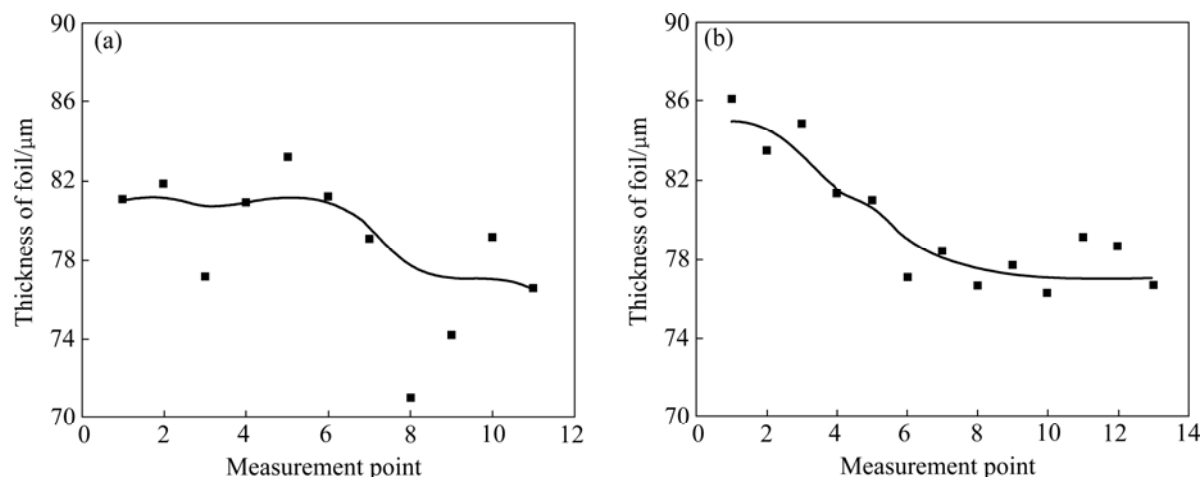 (a)
90
86
82
78
74
70
Thickness of foil/μm
0 2 4 6 8 10 12
Measurement point
(b)
90
86
82
78
74
70
Thickness of foil/μm
0 2 4 6 8 10 12 14
Measurement point